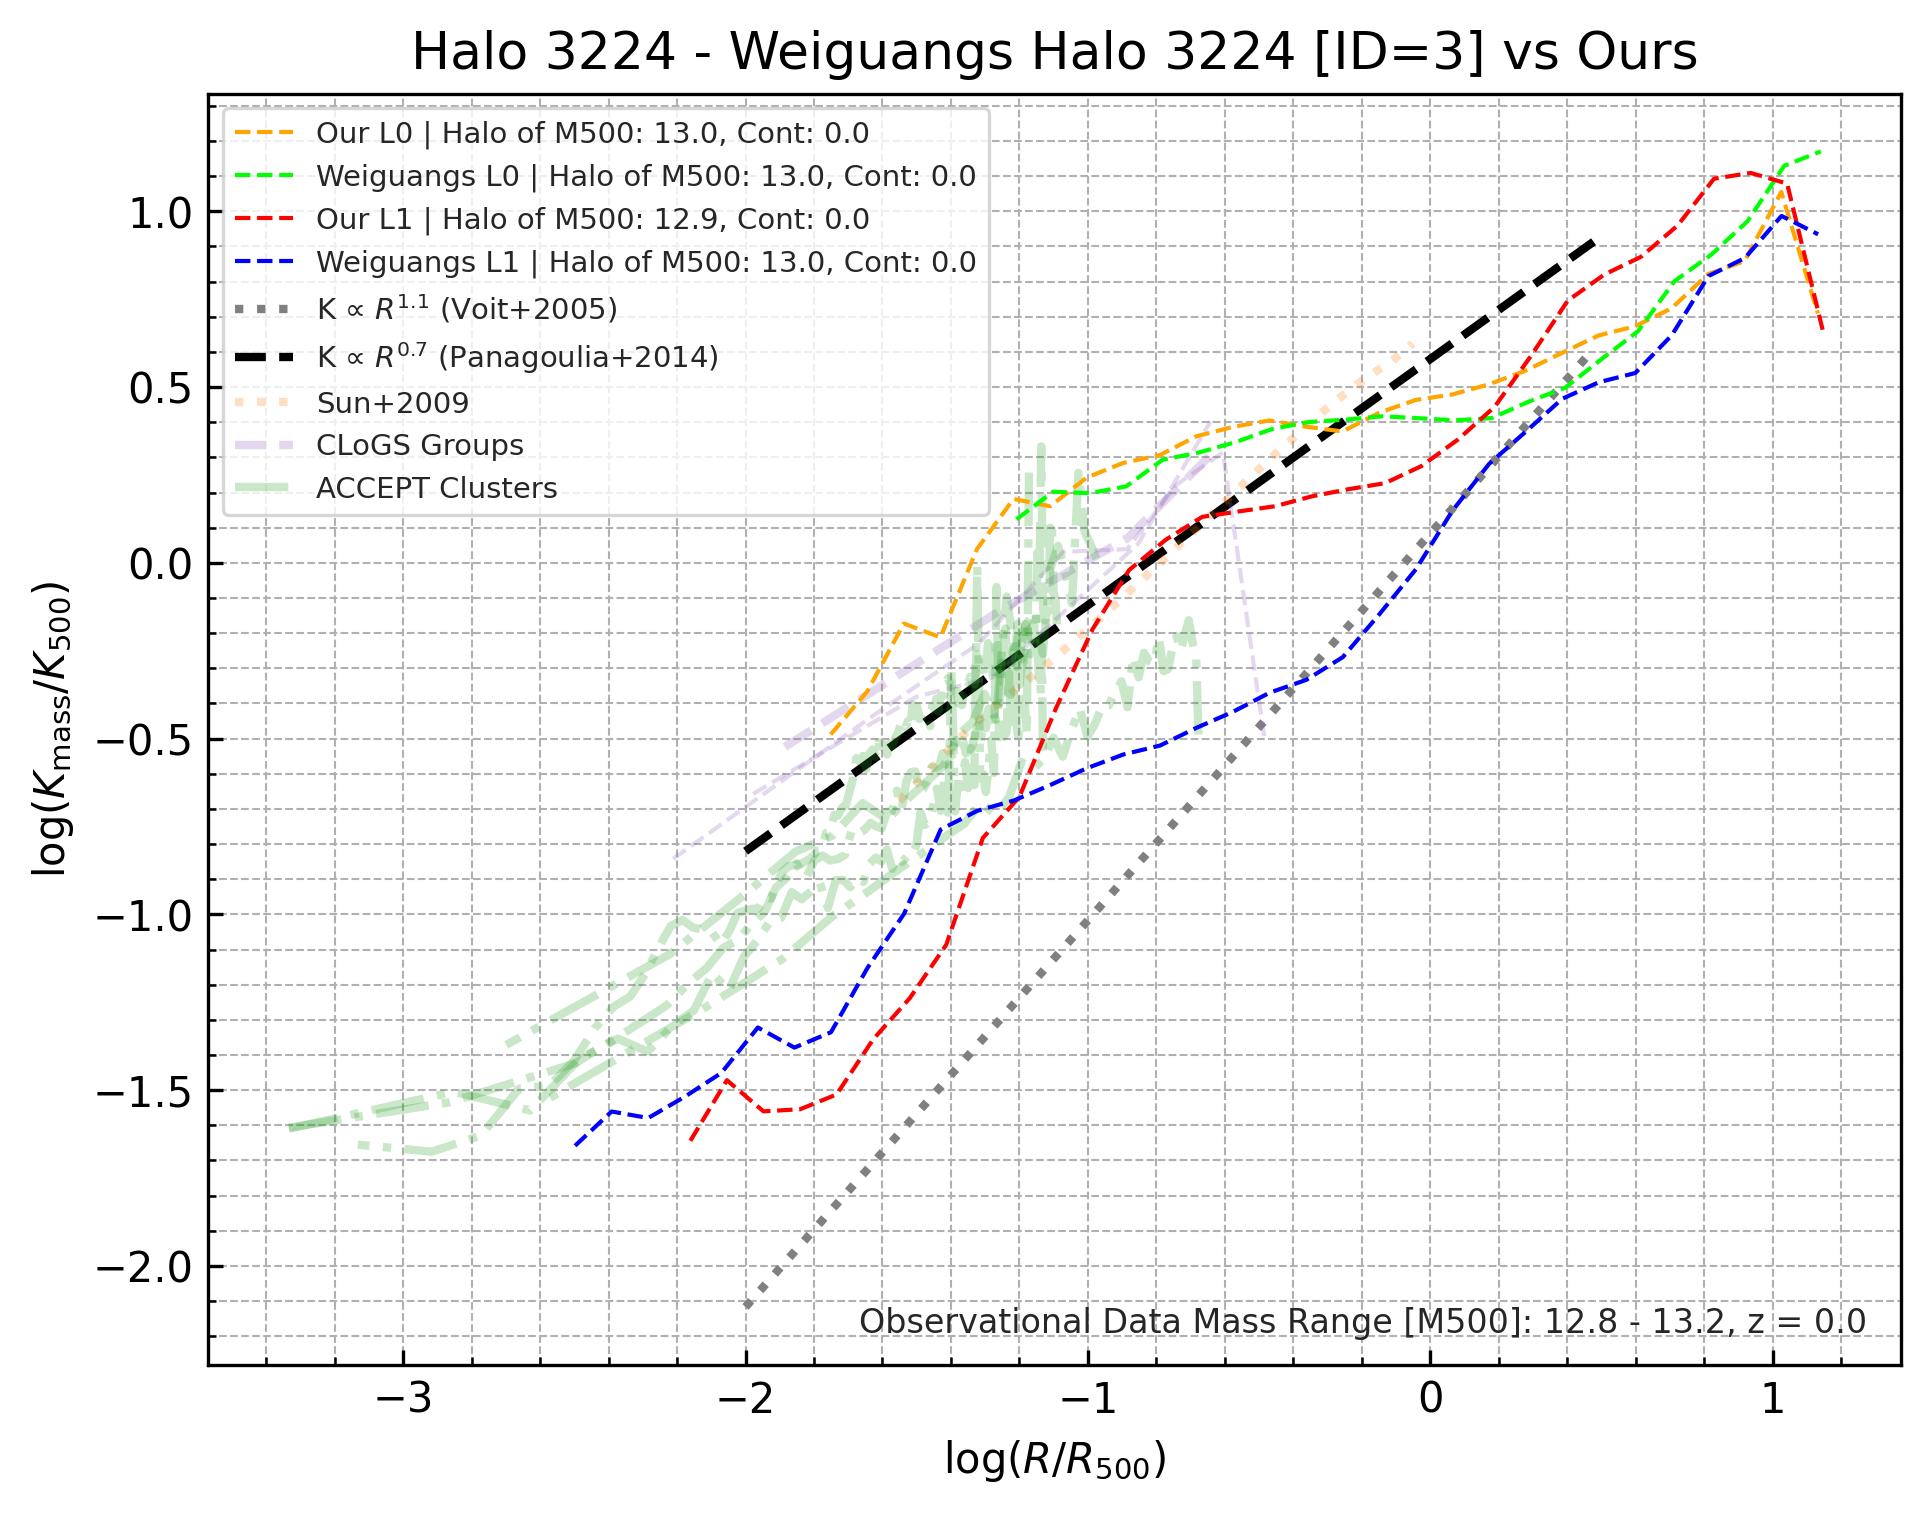 Halo 3224 - Weiguangs Halo 3224 [ID=3] vs Ours
Our L0 | Halo of M500: 13.0, Cont: 0.0
Weiguangs L0 | Halo of M500: 13.0, Cont: 0.0
Our L1 | Halo of M500: 12.9, Cont: 0.0
Weiguangs L1 | Halo of M500: 13.0, Cont: 0.0
K ∝ R^1.1 (Voit+2005)
K ∝ R^0.7 (Panagoulia+2014)
Sun+2009
CLoGS Groups
ACCEPT Clusters
1.0
0.5
0.0
−0.5
−1.0
−1.5
−2.0
log(K_mass/K_500)
Observational Data Mass Range [M500]: 12.8 - 13.2, z = 0.0
−3 −2 −1 0 1
log(R/R_500)